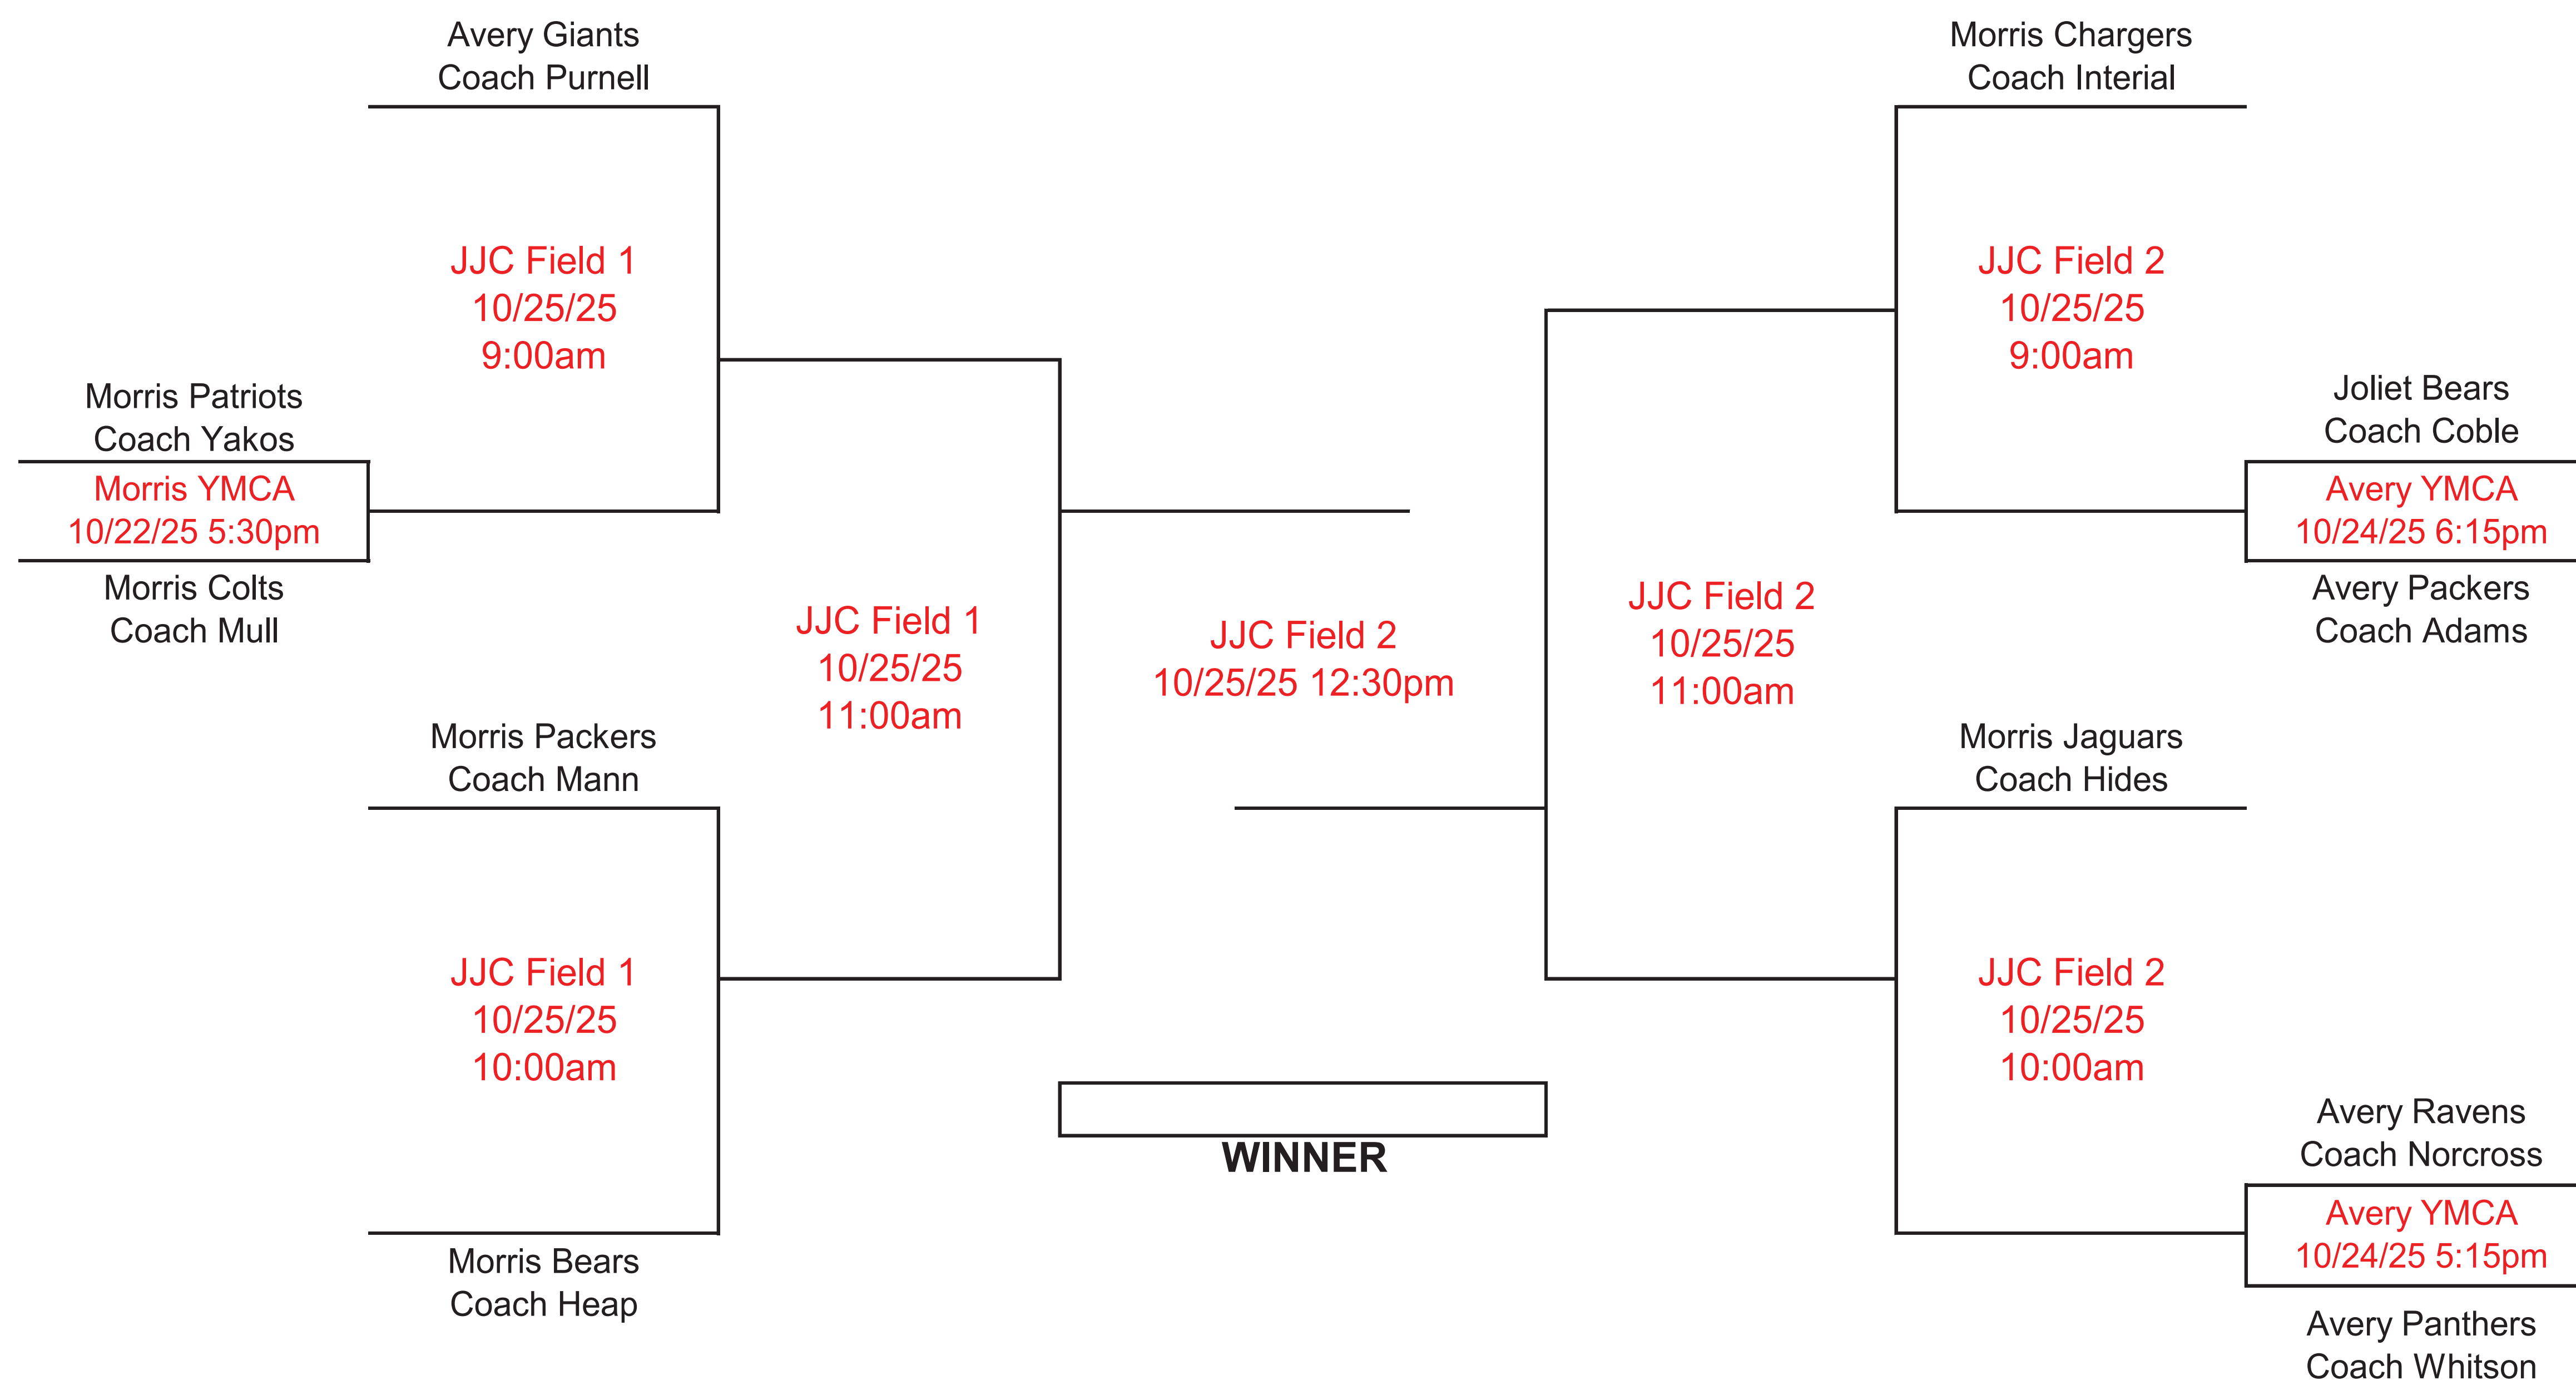 Avery Giants
Coach Purnell
JJC Field 1
10/25/25
9:00am
Morris Patriots
Coach Yakos
Morris YMCA
10/22/25 5:30pm
Morris Colts
Coach Mull
Morris Packers
Coach Mann
JJC Field 1
10/25/25
10:00am
Morris Bears
Coach Heap
JJC Field 1
10/25/25
11:00am
JJC Field 2
10/25/25 12:30pm
WINNER
JJC Field 2
10/25/25
11:00am
Morris Chargers
Coach Interial
JJC Field 2
10/25/25
9:00am
Joliet Bears
Coach Coble
Avery YMCA
10/24/25 6:15pm
Avery Packers
Coach Adams
Morris Jaguars
Coach Hides
JJC Field 2
10/25/25
10:00am
Avery Ravens
Coach Norcross
Avery YMCA
10/24/25 5:15pm
Avery Panthers
Coach Whitson